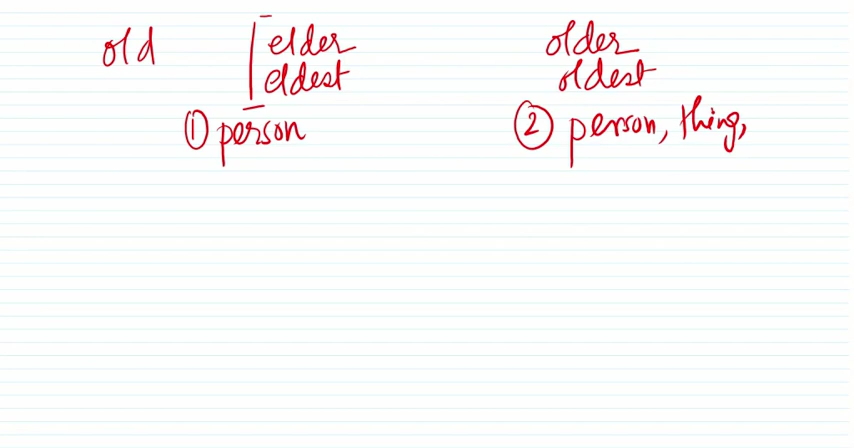 old elder older
eldest oldest
① person ② person, thing,